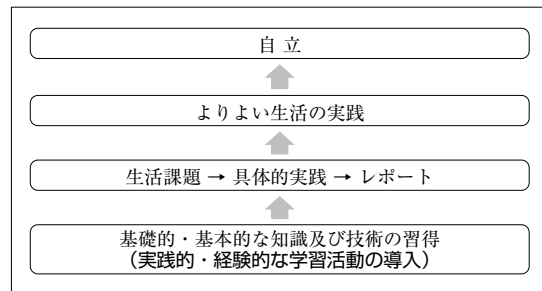 自 立
よりよい生活の実践
生活課題 → 具体的実践 → レポート
基礎的・基本的な知識及び技術の習得
（実践的・経験的な学習活動の導入）